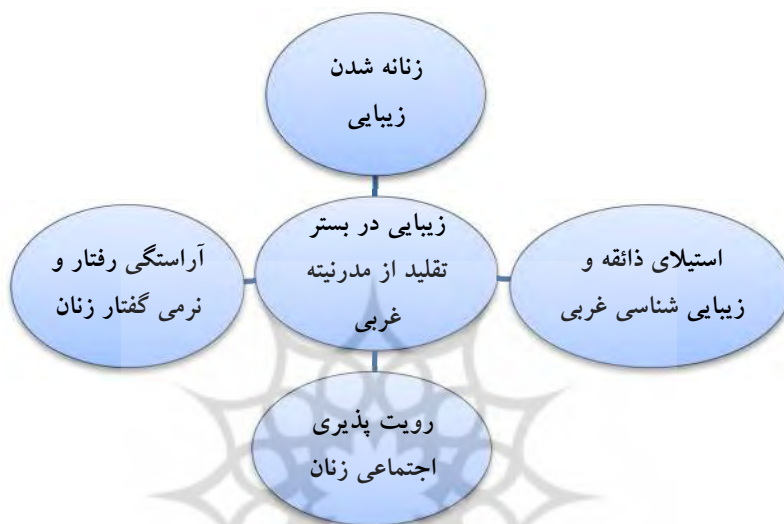 زنانه شدن
زیبایی
زیبایی در بستر
تقلید از مدرنیته
غربی
استیلای ذائقه و
زیبایی شناسی غربی
آراستگی رفتار و
نرمی گفتار زنان
رویت پذیری
اجتماعی زنان